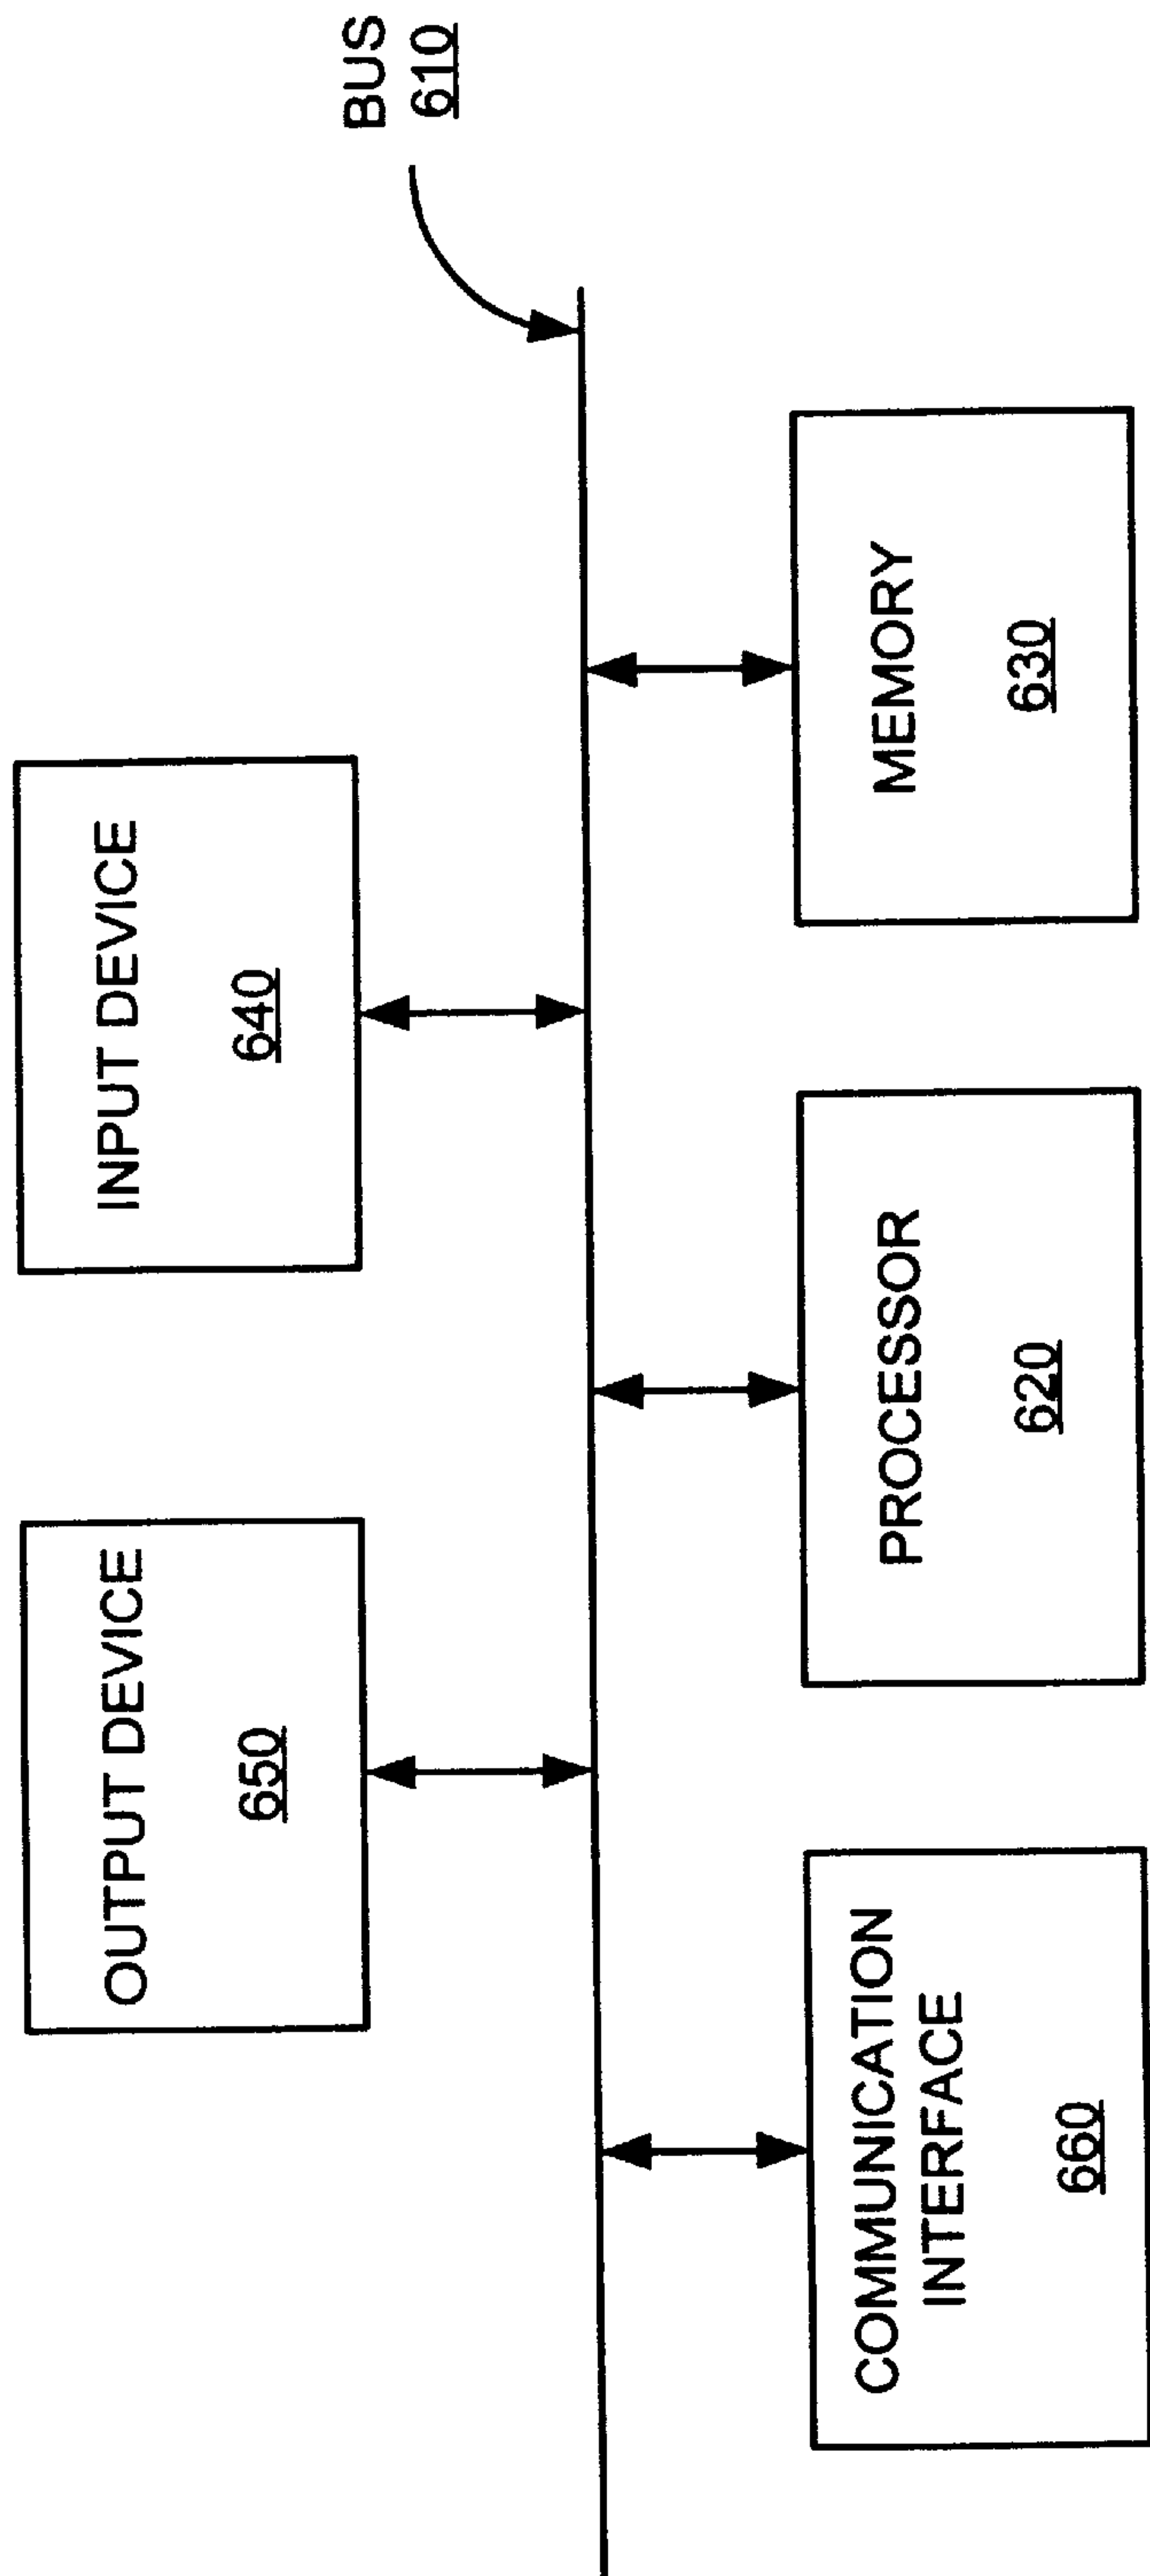 BUS
610
INPUT DEVICE
640
OUTPUT DEVICE
650
MEMORY
630
PROCESSOR
620
COMMUNICATION
INTERFACE
660